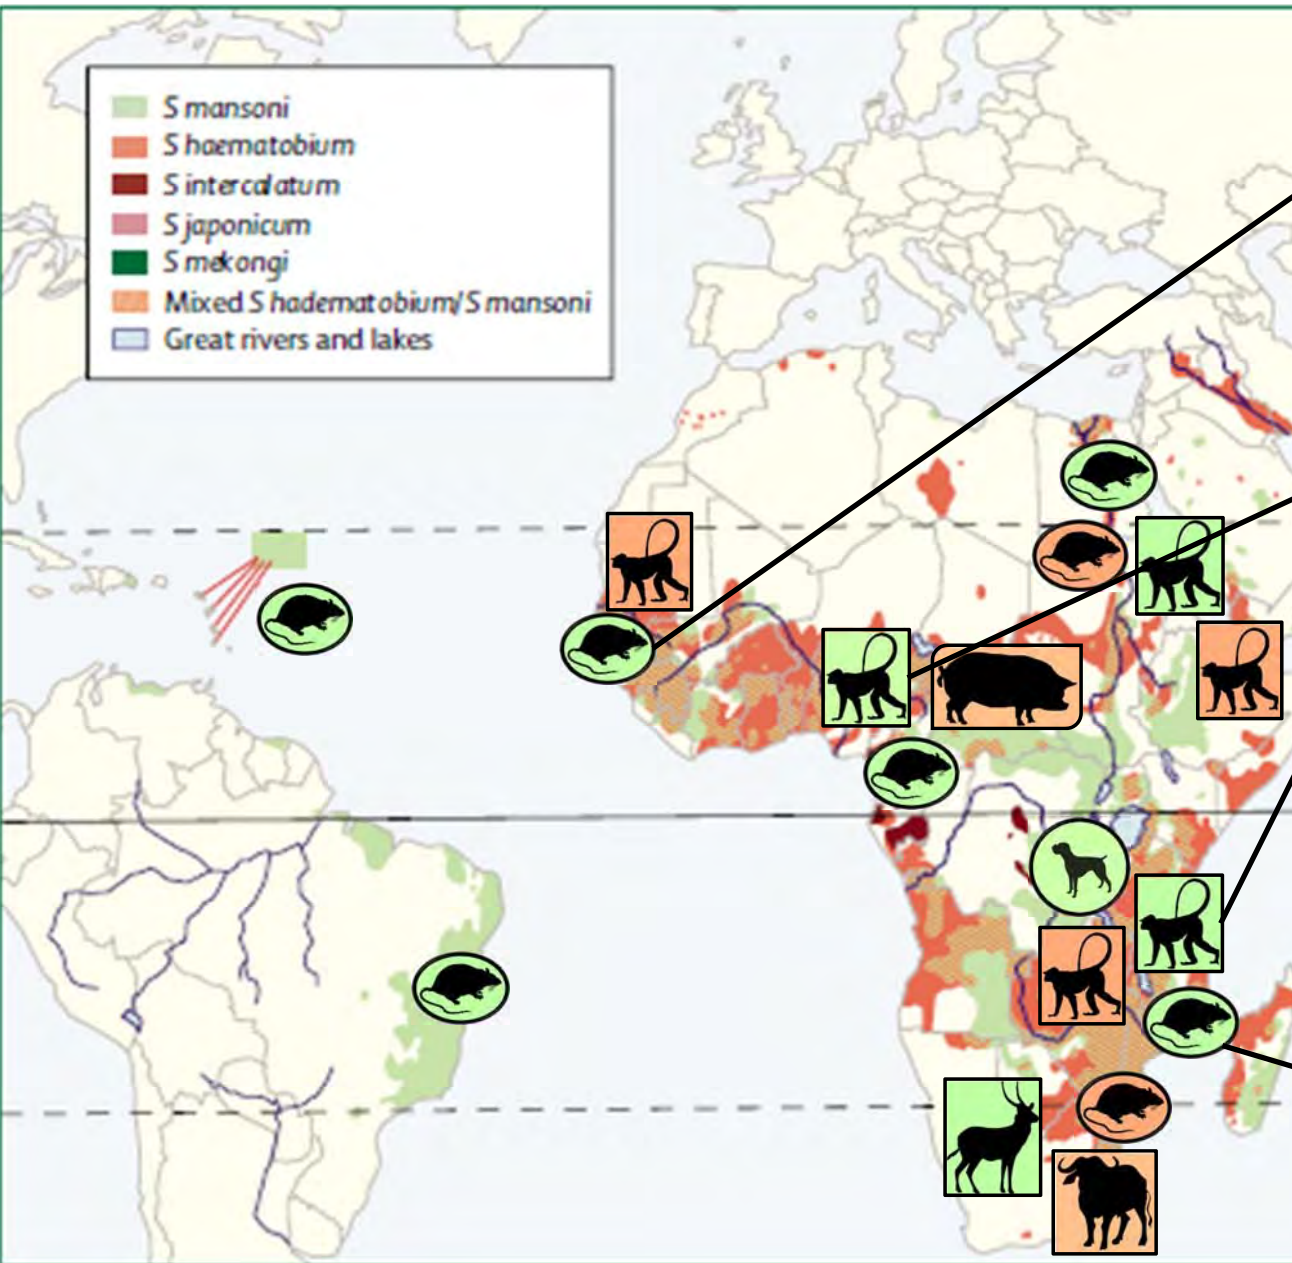 S mansoni
S haematobium
S intercalatum
S japonicum
S mekongi
Mixed S hadematobium/S mansoni
Great rivers and lakes